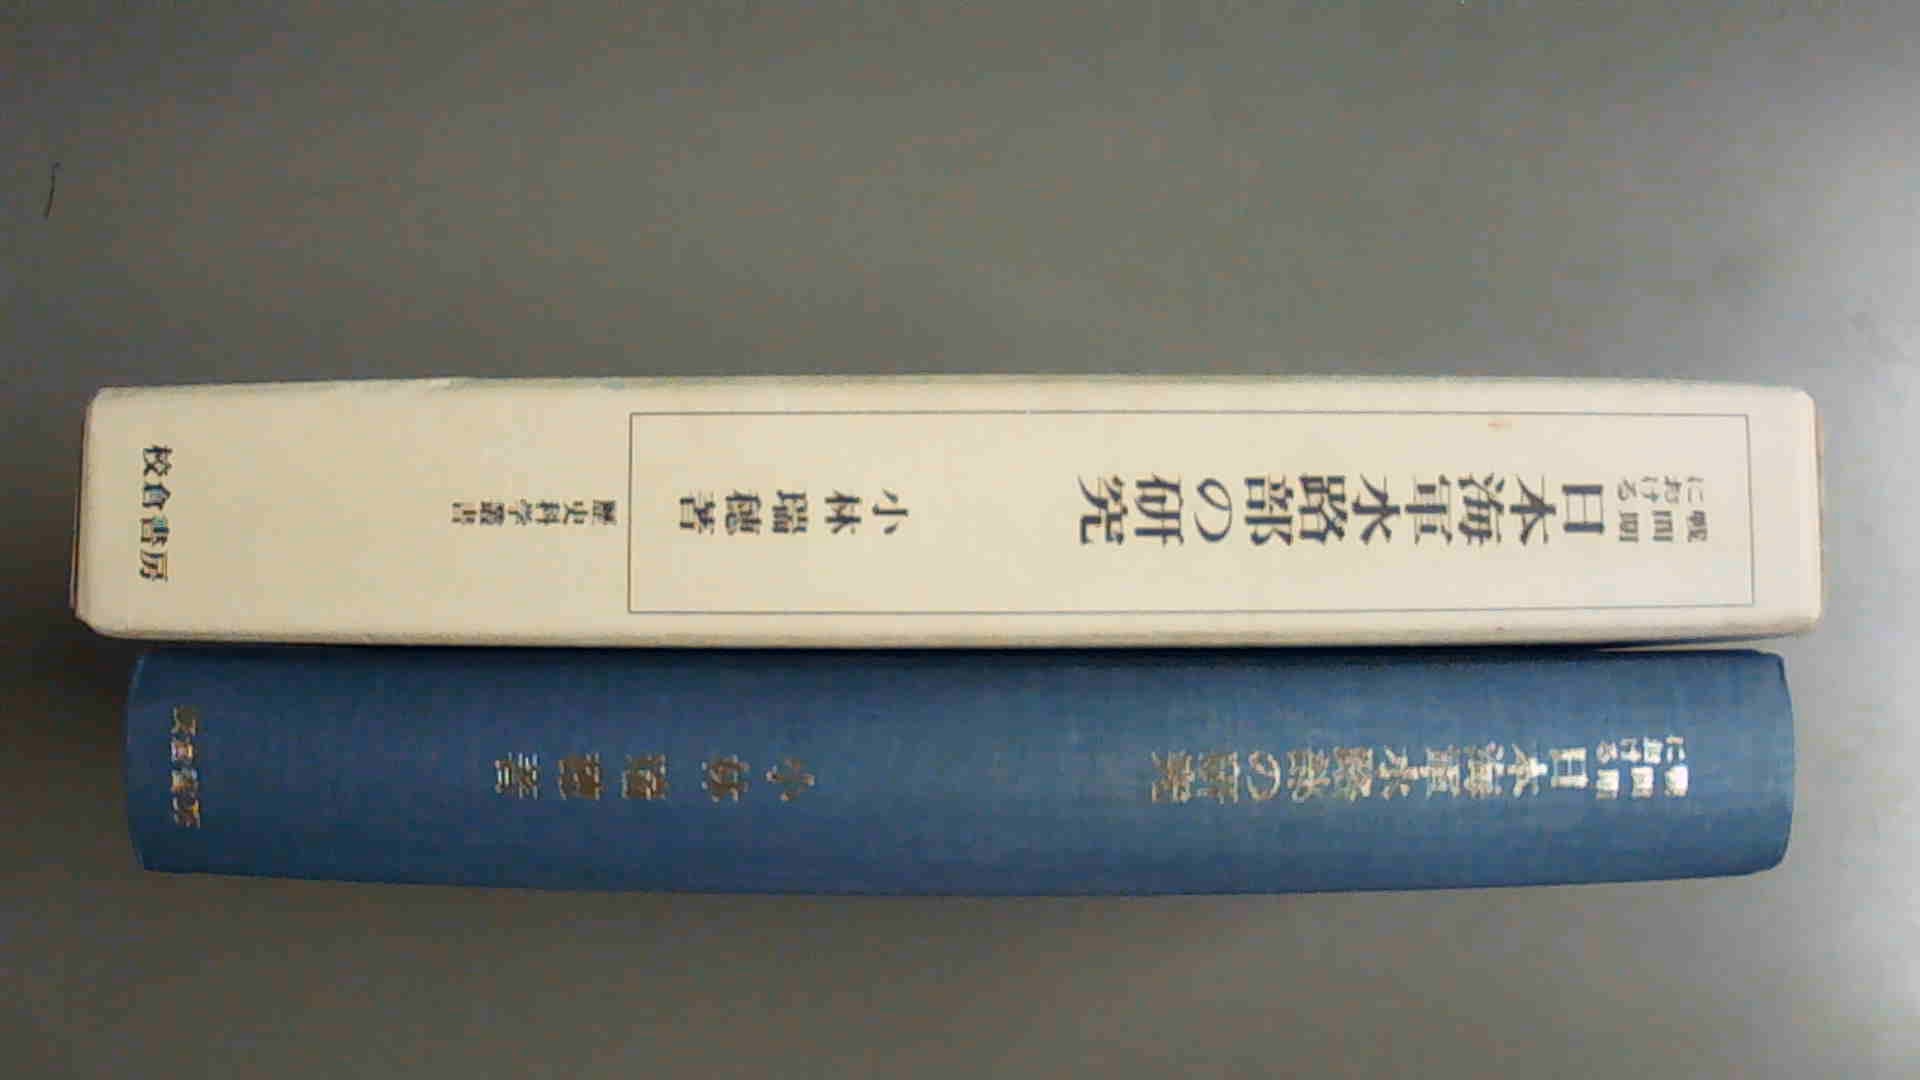 戦間期
における
日本海軍水路部の研究
小林瑞穂著
歴史科学叢書
校倉書房
戦間期
における
日本海軍水路部の研究
小林瑞穂著
校倉書房